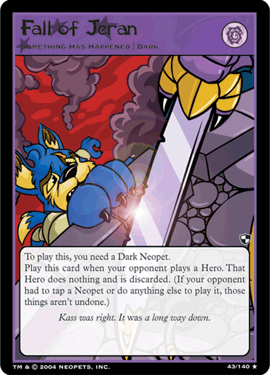 Fall of Jeran
Something Has Happened | Dark
To play this, you need a Dark Neopet.
Play this card when your opponent plays a Hero. That
Hero does nothing and is discarded. (If your opponent
had to tap a Neopet or do anything else to play it, those
things aren't undone.)
Kass was right. It was a long way down.
TM & © 2004 NEOPETS, INC.
43/140 ★